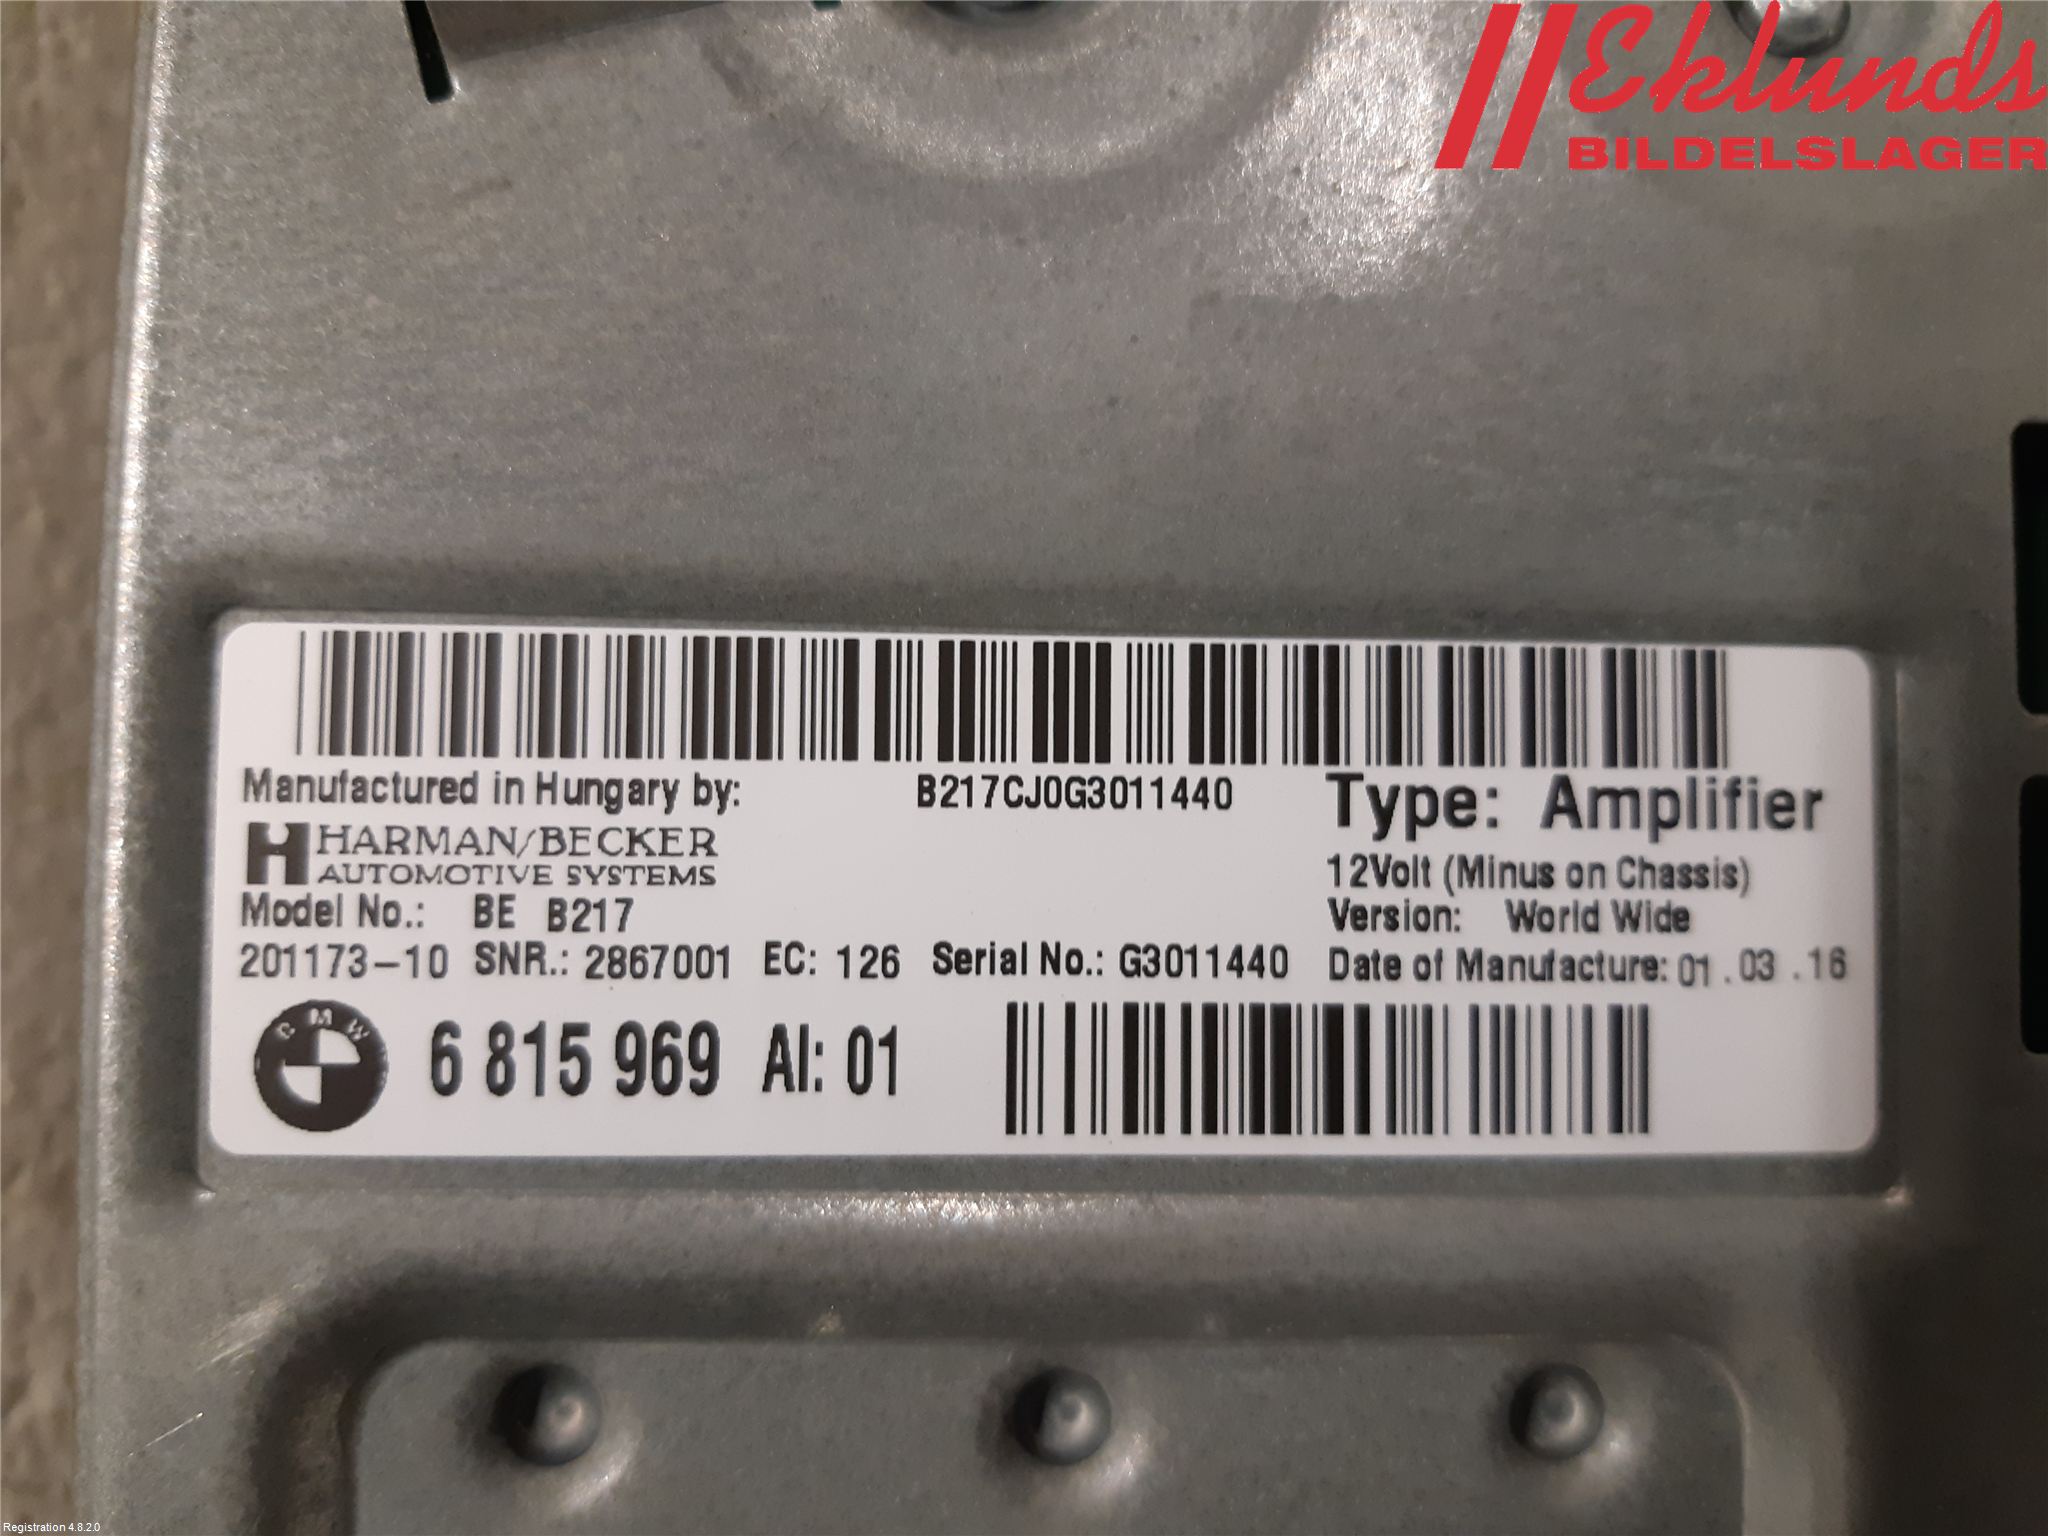 Eklunds
BILDELSLAGER
Manufactured in Hungary by:
B217CJ0G3011440
Type: Amplifier
HARMAN/BECKER
AUTOMOTIVE SYSTEMS
12Volt (Minus on Chassis)
Model No.: BE B217
Version: World Wide
201173-10 SNR.: 2867001 EC: 126 Serial No.: G3011440 Date of Manufacture: 01.03.16
BMW
6 815 969 AI: 01
Registration 4.8.2.0